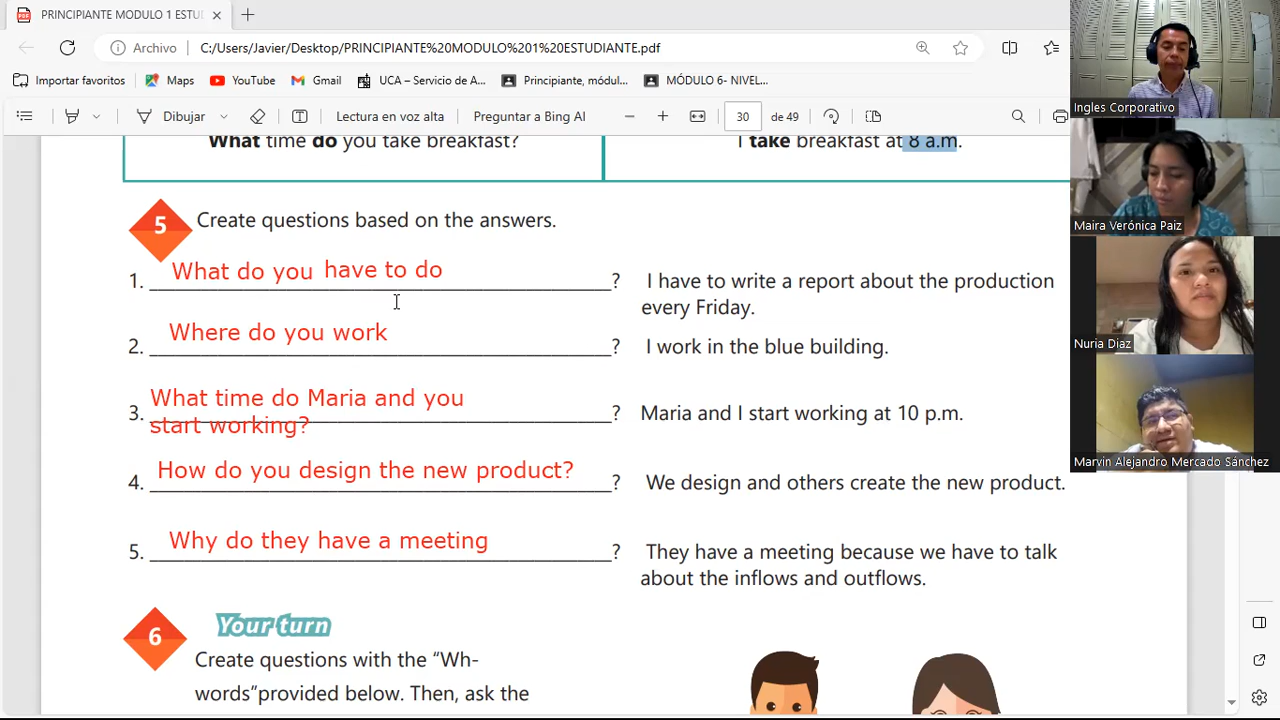 PRINCIPIANTE MODULO 1 ESTU
Archivo C:/Users/Javier/Desktop/PRINCIPIANTE%20MODULO%201%20ESTUDIANTE.pdf
Importar favoritos Maps YouTube Gmail UCA – Servicio de A... Principiante, módul... MÓDULO 6- NIVEL...
Dibujar Lectura en voz alta Preguntar a Bing AI 30 de 49
What time do you take breakfast? I take breakfast at 8 a.m.
5 Create questions based on the answers.
What do you have to do
1. ? I have to write a report about the production
every Friday.
Where do you work
2. ? I work in the blue building.
What time do Maria and you
3. ? Maria and I start working at 10 p.m.
start working?
How do you design the new product?
4. ? We design and others create the new product.
Why do they have a meeting
5. ? They have a meeting because we have to talk
about the inflows and outflows.
6 Your turn
Create questions with the “Wh-
words”provided below. Then, ask the
Ingles Corporativo
Maira Verónica Paiz
Nuria Diaz
Marvin Alejandro Mercado Sánchez